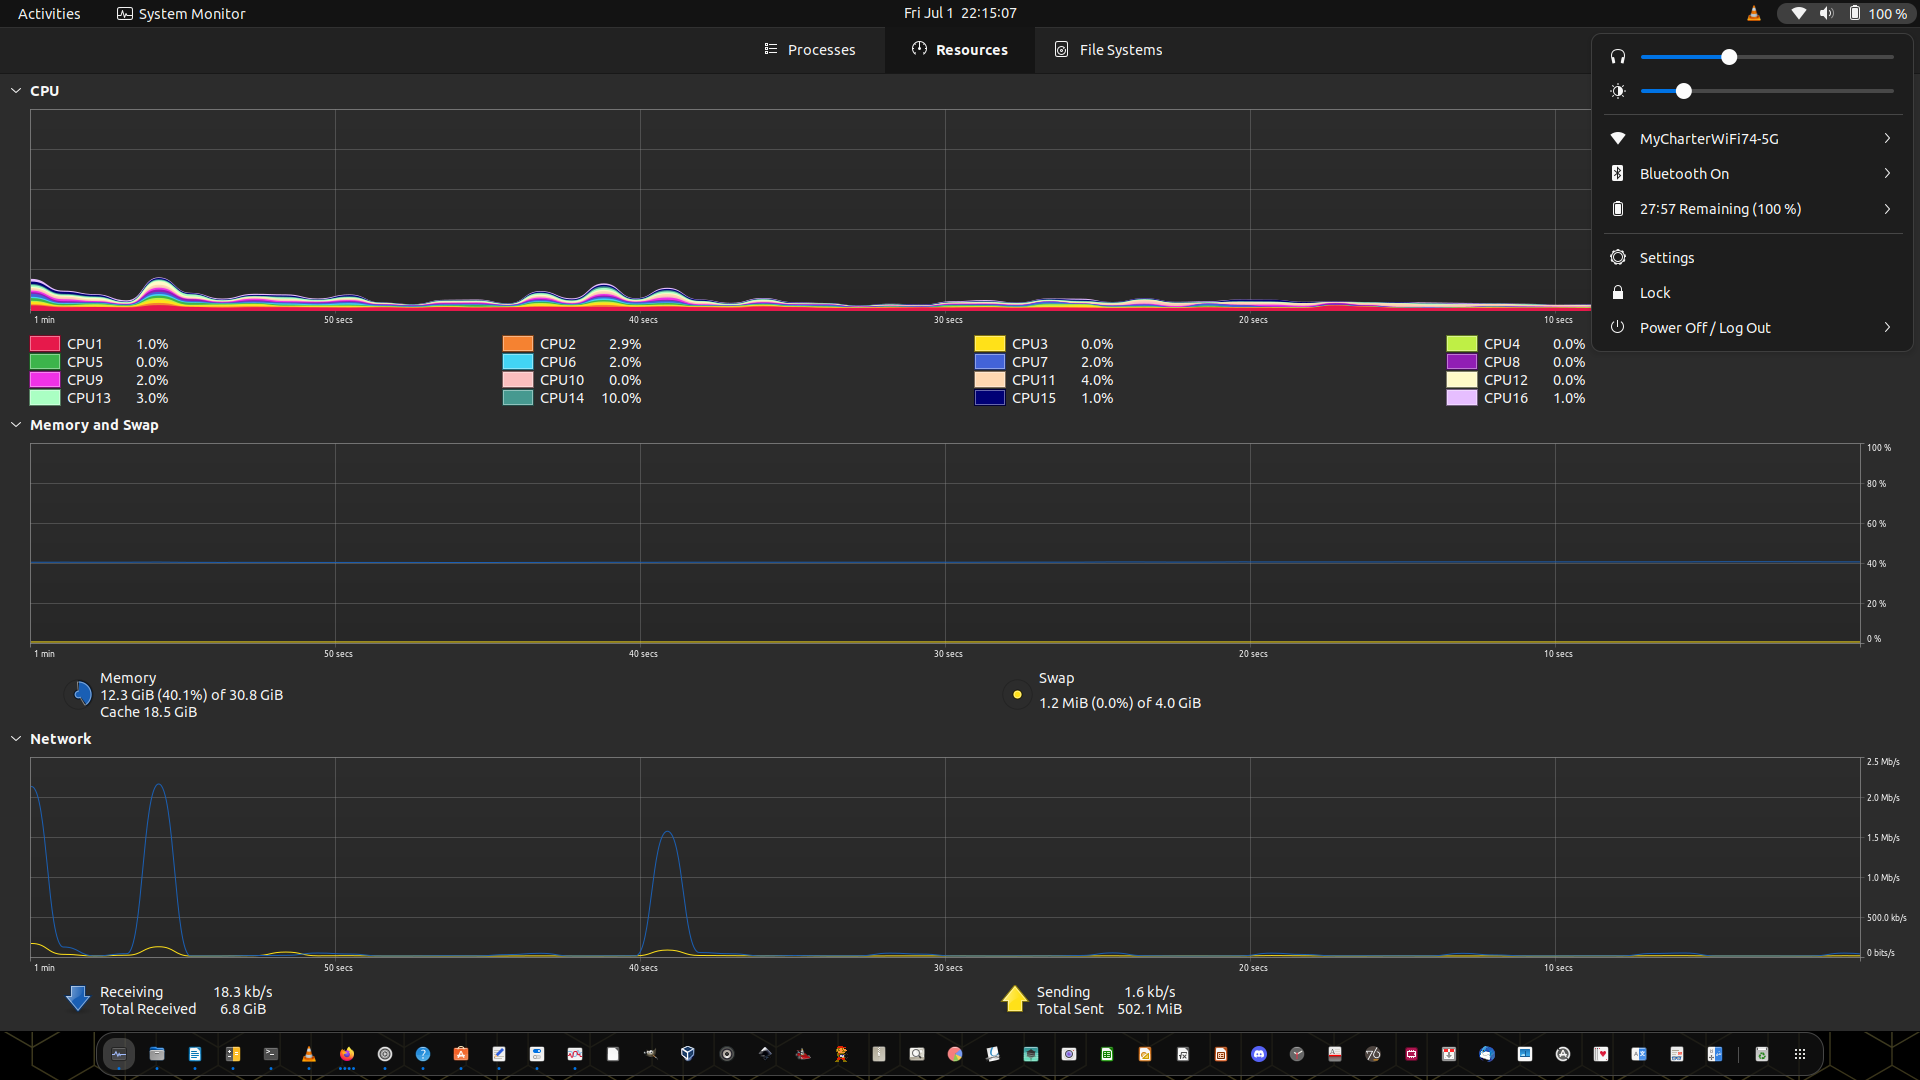 Activities
System Monitor
Fri Jul 1  22:15:07
100 %
Processes
Resources
File Systems
CPU
1 min
50 secs
40 secs
30 secs
20 secs
10 secs
CPU1 1.0%
CPU2 2.9%
CPU3 0.0%
CPU4 0.0%
CPU5 0.0%
CPU6 2.0%
CPU7 2.0%
CPU8 0.0%
CPU9 2.0%
CPU10 0.0%
CPU11 4.0%
CPU12 0.0%
CPU13 3.0%
CPU14 10.0%
CPU15 1.0%
CPU16 1.0%
MyCharterWiFi74-5G
Bluetooth On
27:57 Remaining (100 %)
Settings
Lock
Power Off / Log Out
Memory and Swap
100 %
80 %
60 %
40 %
20 %
0 %
1 min
50 secs
40 secs
30 secs
20 secs
10 secs
Memory
12.3 GiB (40.1%) of 30.8 GiB
Cache 18.5 GiB
Swap
1.2 MiB (0.0%) of 4.0 GiB
Network
2.5 Mb/s
2.0 Mb/s
1.5 Mb/s
1.0 Mb/s
500.0 kb/s
0 bits/s
1 min
50 secs
40 secs
30 secs
20 secs
10 secs
Receiving 18.3 kb/s
Total Received 6.8 GiB
Sending 1.6 kb/s
Total Sent 502.1 MiB